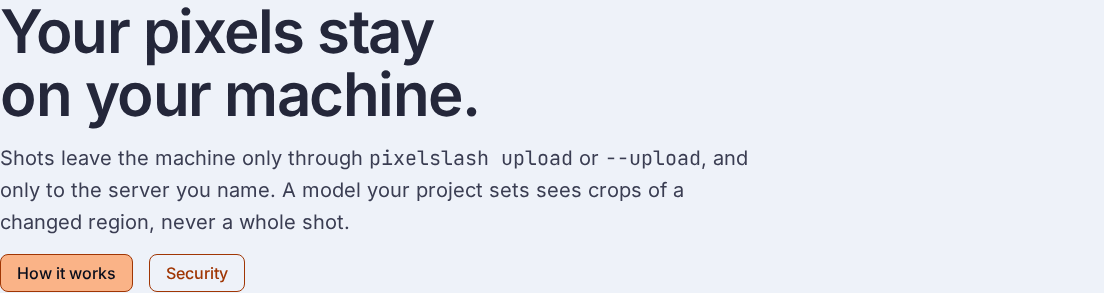 Your pixels stay
on your machine.
Shots leave the machine only through pixelslash upload or --upload, and
only to the server you name. A model your project sets sees crops of a
changed region, never a whole shot.
How it works
Security